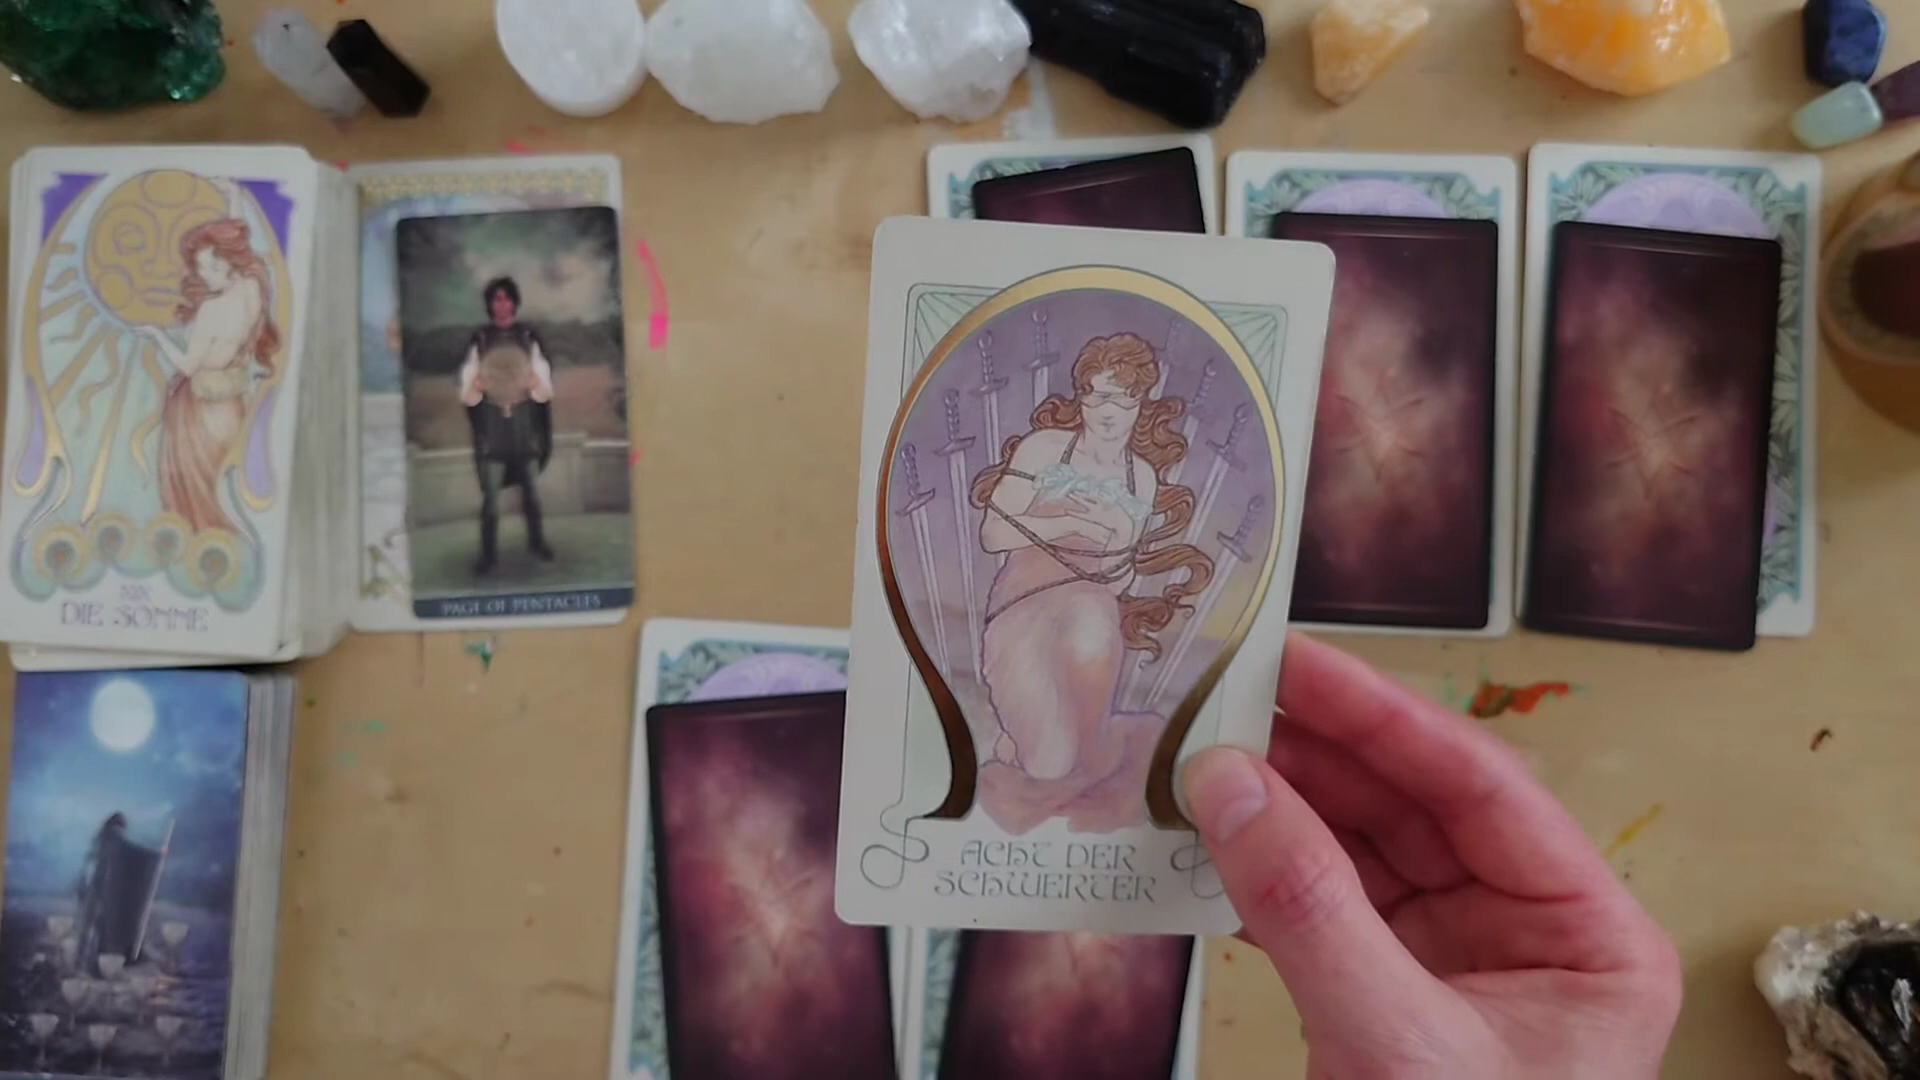 XIX
DIE SONNE
PAGE OF PENTACLES
ACHT DER
SCHWERTER